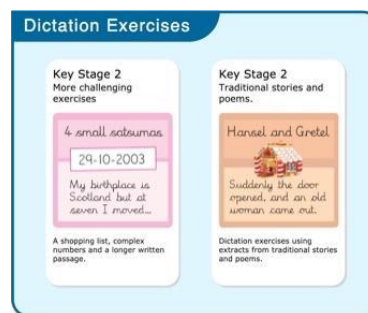 Dictation Exercises
Key Stage 2
More challenging
exercises
4 small satsumas
29-10-2003
My birthplace is
Scotland but at
seven I moved...
A shopping list, complex
numbers and a longer written
passage.
Key Stage 2
Traditional stories and
poems.
Hansel and Gretel
Suddenly the door
opened, and an old
woman came out.
Dictation exercises using
extracts from traditional stories
and poems.